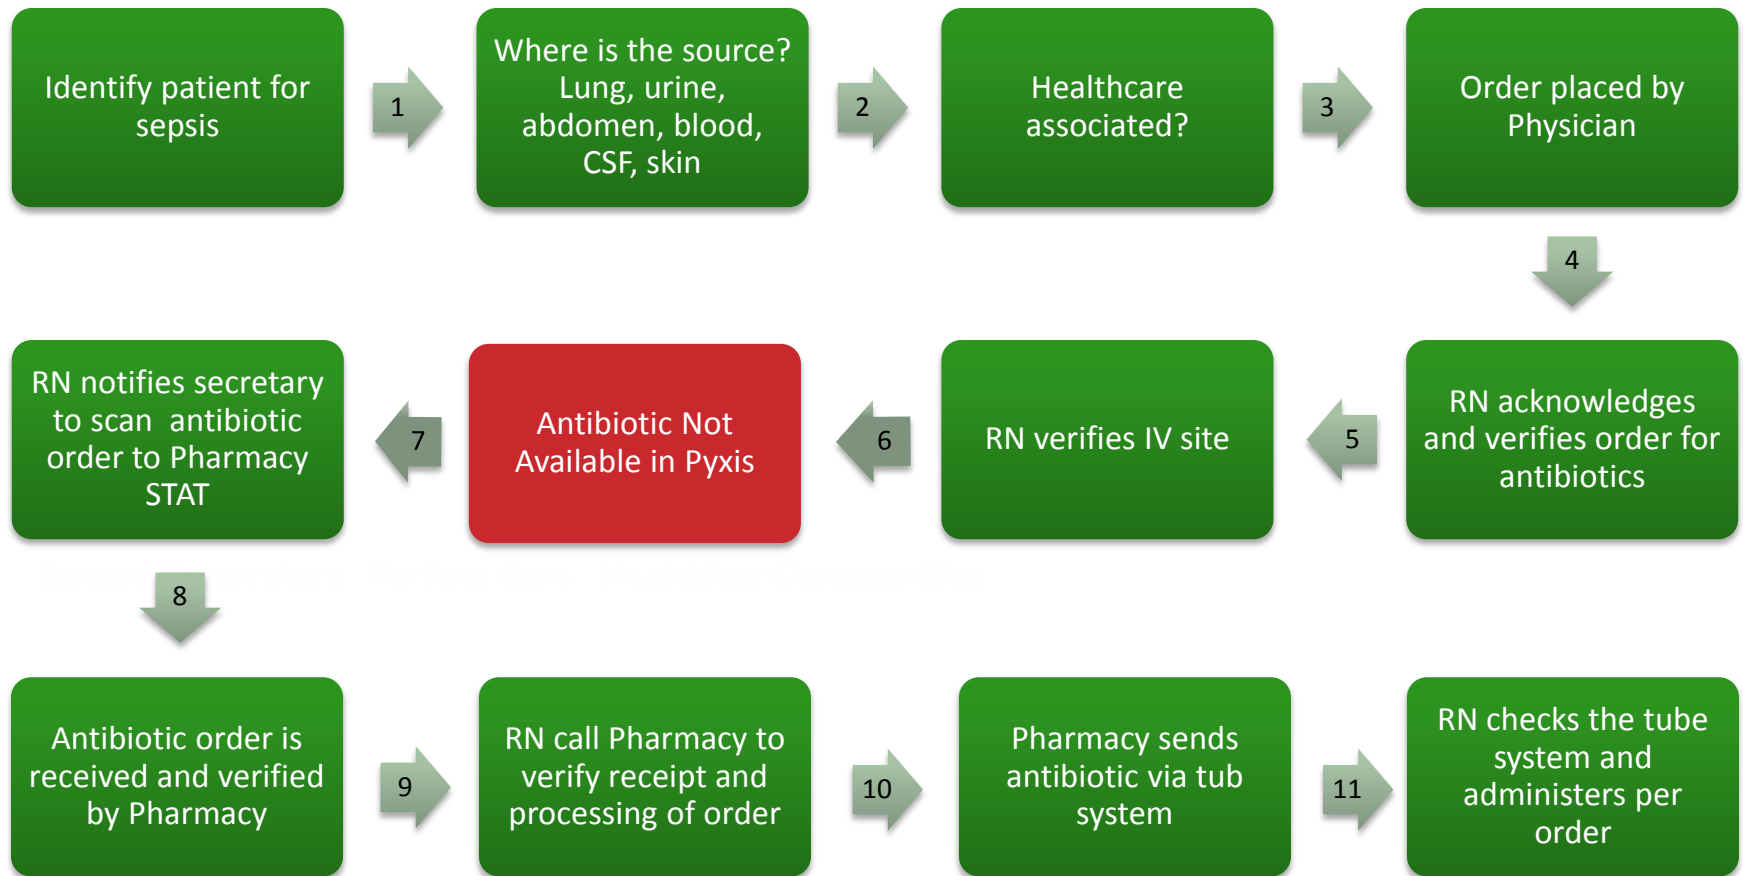 Identify patient for
sepsis
1
Where is the source?
Lung, urine,
abdomen, blood,
CSF, skin
2
Healthcare
associated?
3
Order placed by
Physician
4
RN acknowledges
and verifies order for
antibiotics
5
RN verifies IV site
6
Antibiotic Not
Available in Pyxis
7
RN notifies secretary
to scan antibiotic
order to Pharmacy
STAT
8
Antibiotic order is
received and verified
by Pharmacy
9
RN call Pharmacy to
verify receipt and
processing of order
10
Pharmacy sends
antibiotic via tub
system
11
RN checks the tube
system and
administers per
order